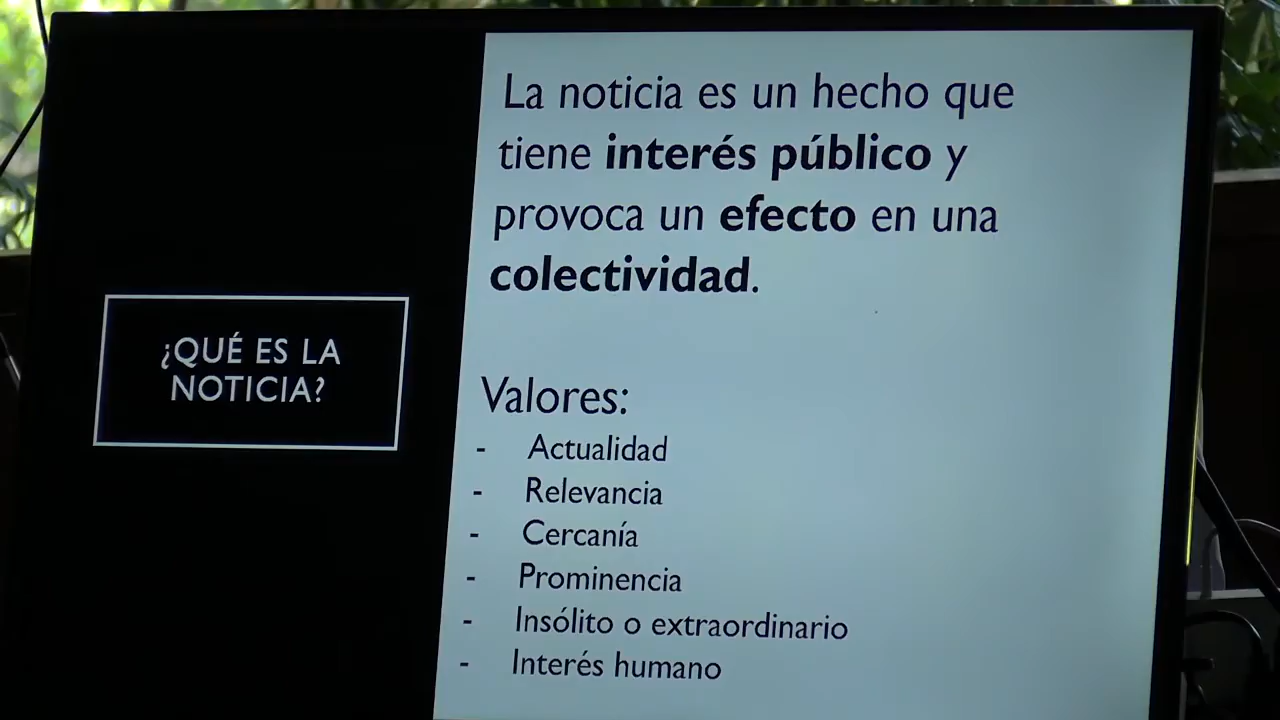 ¿QUÉ ES LA
NOTICIA?
La noticia es un hecho que
tiene interés público y
provoca un efecto en una
colectividad.
Valores:
- Actualidad
- Relevancia
- Cercanía
- Prominencia
- Insólito o extraordinario
- Interés humano